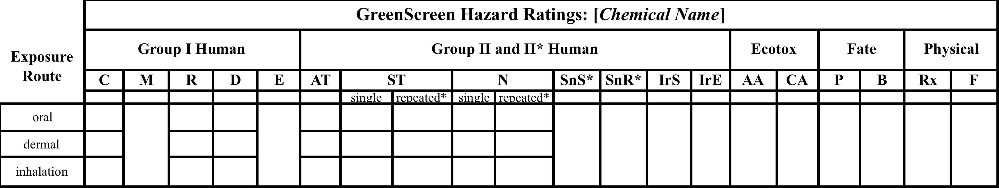 GreenScreen Hazard Ratings: [Chemical Name]
Exposure Route
Group I Human
Group II and II* Human
Ecotox
Fate
Physical
C M R D E AT ST N SnS* SnR* IrS IrE AA CA P B Rx F
single repeated* single repeated*
oral
dermal
inhalation